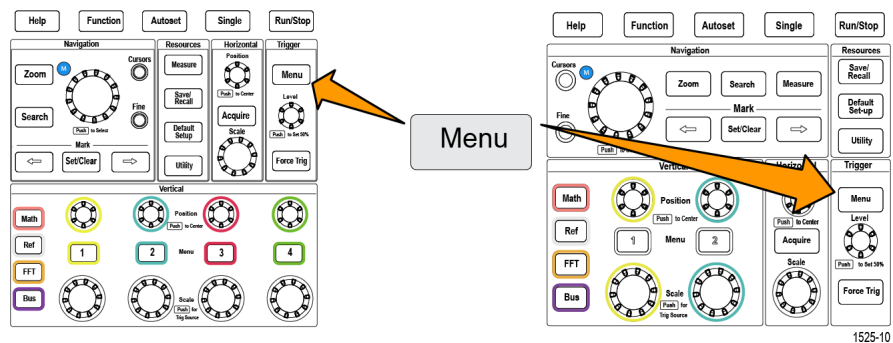 Help Function Autoset Single Run/Stop
Navigation Resources Horizontal Trigger
Zoom M Cursors Measure Position Menu
Push to Center
Level
Fine Save/
Recall
Search Acquire
Push to Select Default
Setup Scale Push to Set 50%
Mark
Set/Clear Utility Force Trig
Vertical
Math Position
Push to Center
Ref 1 2 Menu 3 4
FFT
Bus Scale
Push for
Trig Source
Menu
Help Function Autoset Single Run/Stop
Navigation Resources
Cursors M Save/
Recall
Zoom Search Measure
Fine Mark Default
Set-up
Set/Clear
Push Utility
Vertical Horizontal Trigger
Math Position Menu
Push to Center Push to Center Level
Ref 1 Menu 2 Acquire
FFT Scale Push to Set 50%
Bus Scale Force Trig
Push for
Trig Source
1525-10